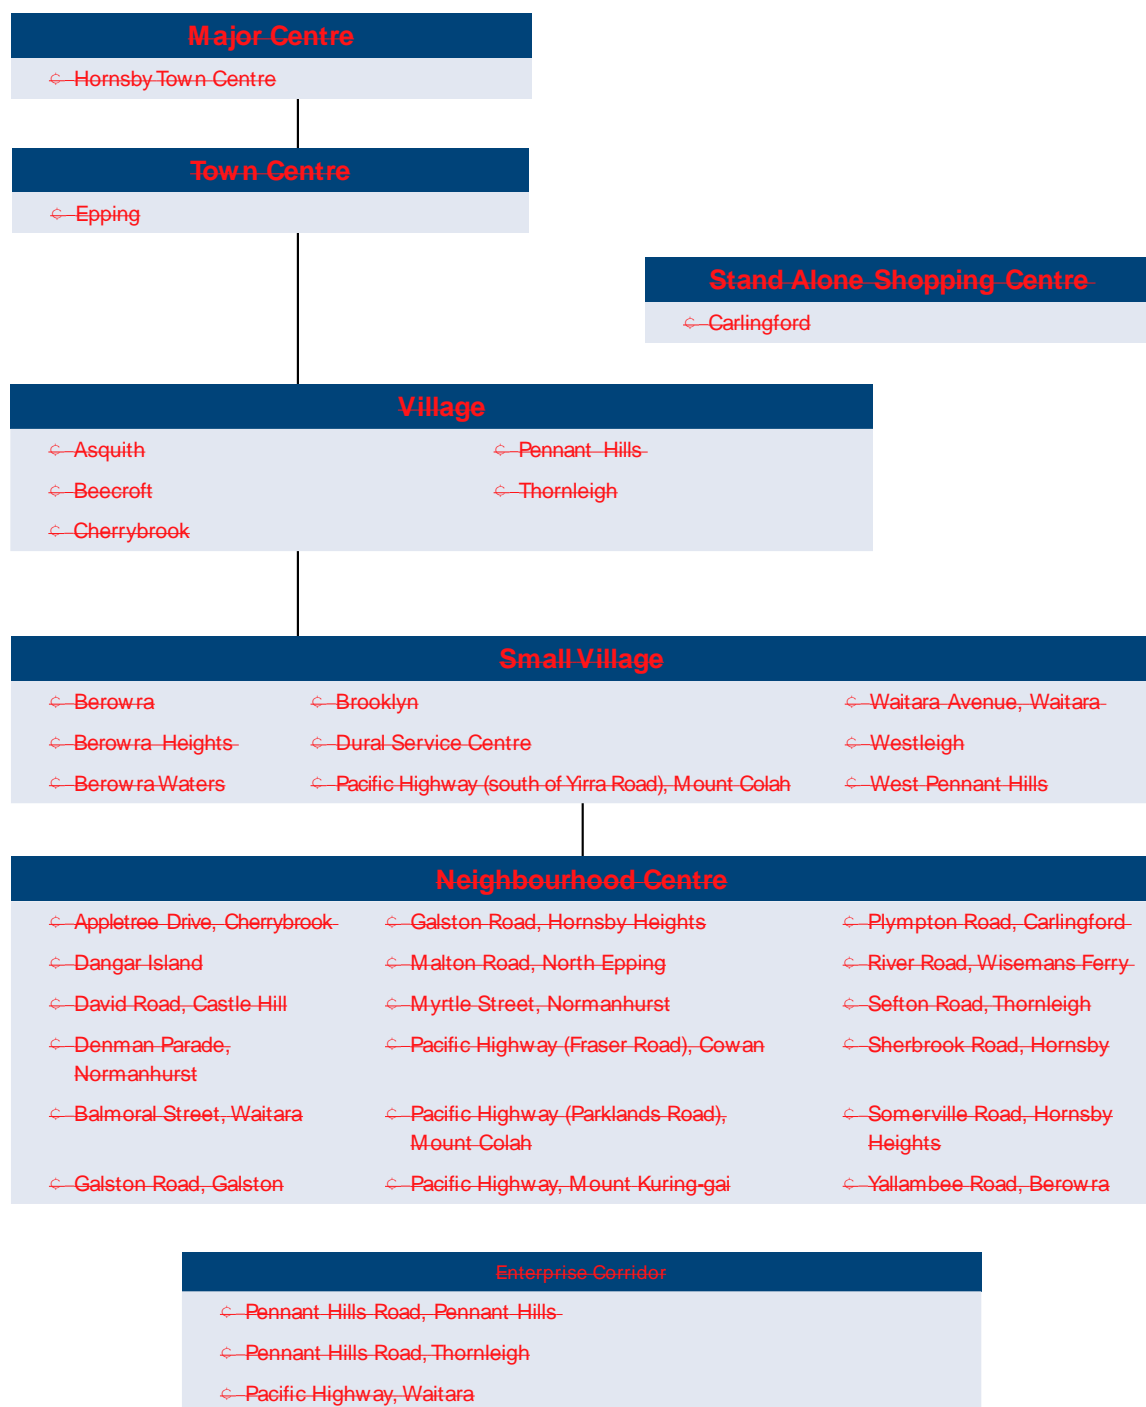 Major Centre
Hornsby Town Centre
Town Centre
Epping
Stand Alone Shopping Centre
Carlingford
Village
Asquith
Pennant Hills
Beecroft
Thornleigh
Cherrybrook
Small Village
Berowra
Brooklyn
Waitara Avenue, Waitara
Berowra Heights
Dural Service Centre
Westleigh
Berowra Waters
Pacific Highway (south of Yirra Road), Mount Colah
West Pennant Hills
Neighbourhood Centre
Appletree Drive, Cherrybrook
Galston Road, Hornsby Heights
Plympton Road, Carlingford
Dangar Island
Malton Road, North Epping
River Road, Wisemans Ferry
David Road, Castle Hill
Myrtle Street, Normanhurst
Sefton Road, Thornleigh
Denman Parade,
Normanhurst
Pacific Highway (Fraser Road), Cowan
Sherbrook Road, Hornsby
Balmoral Street, Waitara
Pacific Highway (Parklands Road),
Mount Colah
Somerville Road, Hornsby
Heights
Galston Road, Galston
Pacific Highway, Mount Kuring-gai
Yallambee Road, Berowra
Enterprise Corridor
Pennant Hills Road, Pennant Hills
Pennant Hills Road, Thornleigh
Pacific Highway, Waitara